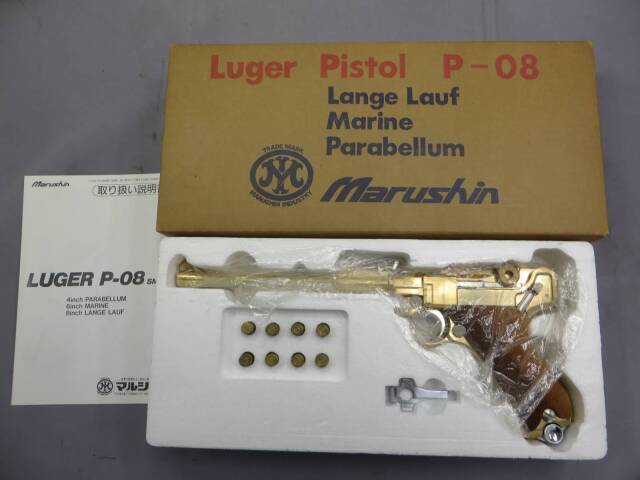 Luger Pistol P-08
Lange Lauf
Marine
Parabellum
TRADE MARK
MARUSHIN INDUSTRY
Marushin
Marushin
取り扱い説明
LUGER P-08 SM
4inch PARABELLUM
6inch MARINE
8inch LANGE LAUF
マルシ